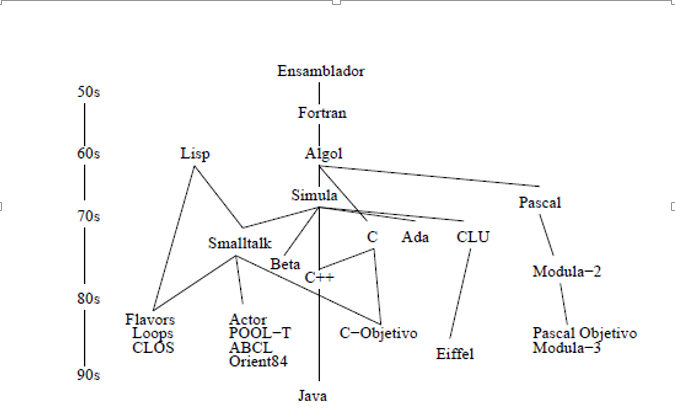 Ensamblador
50s
Fortran
60s
Lisp
Algol
Simula
Pascal
70s
Smalltalk
C
Ada
CLU
Beta
C++
Modula-2
80s
Flavors
Loops
CLOS
Actor
POOL-T
ABCL
Orient84
C-Objetivo
Eiffel
Pascal Objetivo
Modula-3
90s
Java